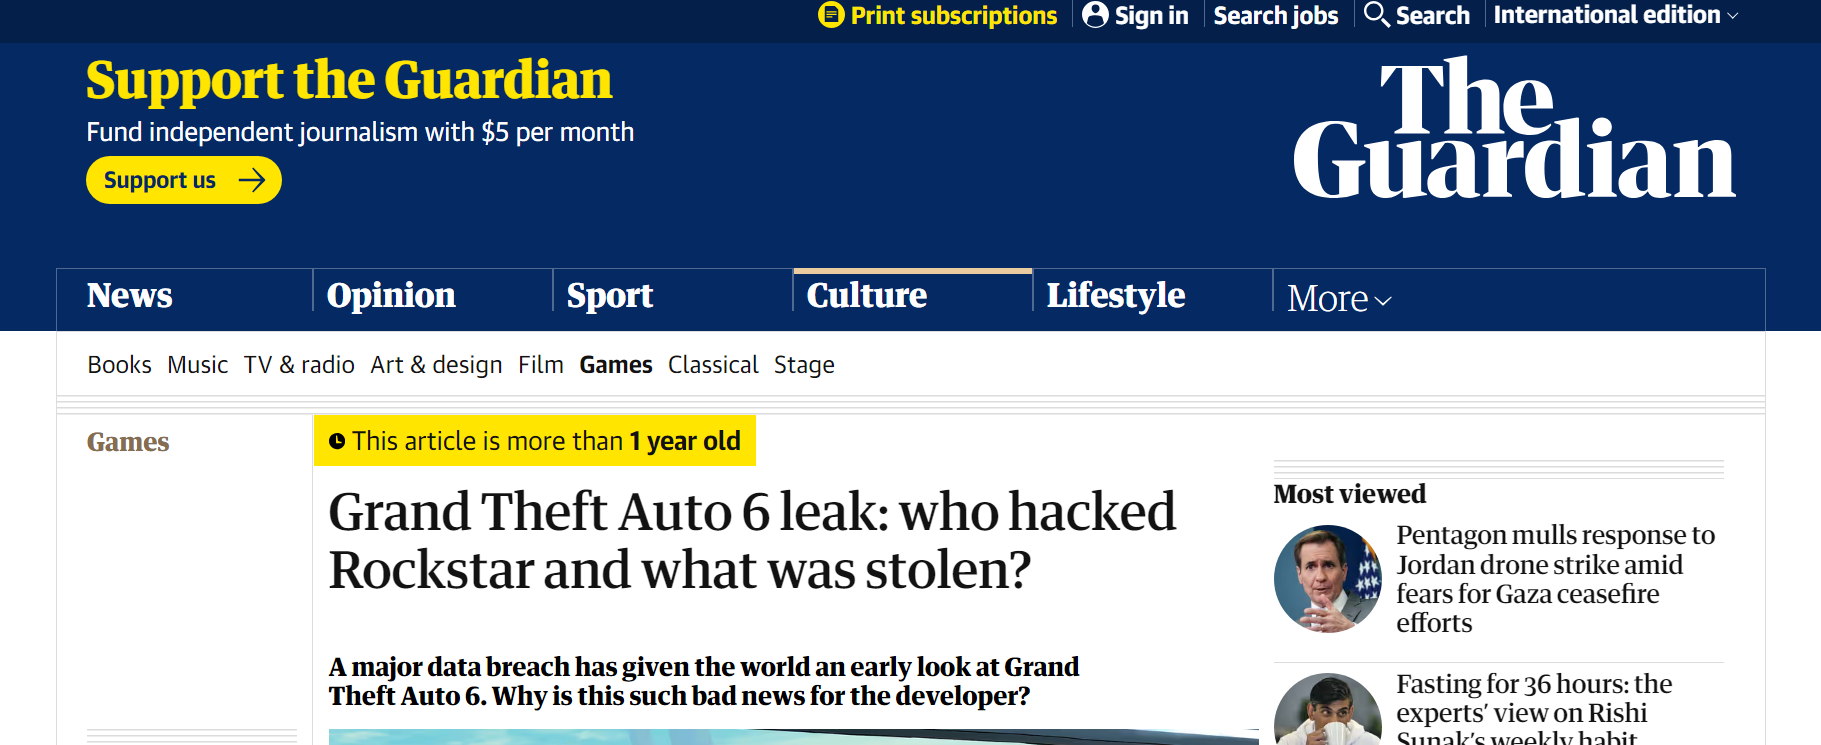 Print subscriptions
Sign in
Search jobs
Search
International edition
Support the Guardian
Fund independent journalism with $5 per month
Support us
The
Guardian
News
Opinion
Sport
Culture
Lifestyle
More
Books
Music
TV & radio
Art & design
Film
Games
Classical
Stage
Games
This article is more than 1 year old
Grand Theft Auto 6 leak: who hacked
Rockstar and what was stolen?
A major data breach has given the world an early look at Grand
Theft Auto 6. Why is this such bad news for the developer?
Most viewed
Pentagon mulls response to
Jordan drone strike amid
fears for Gaza ceasefire
efforts
Fasting for 36 hours: the
experts’ view on Rishi
Sunak’s weekly habit